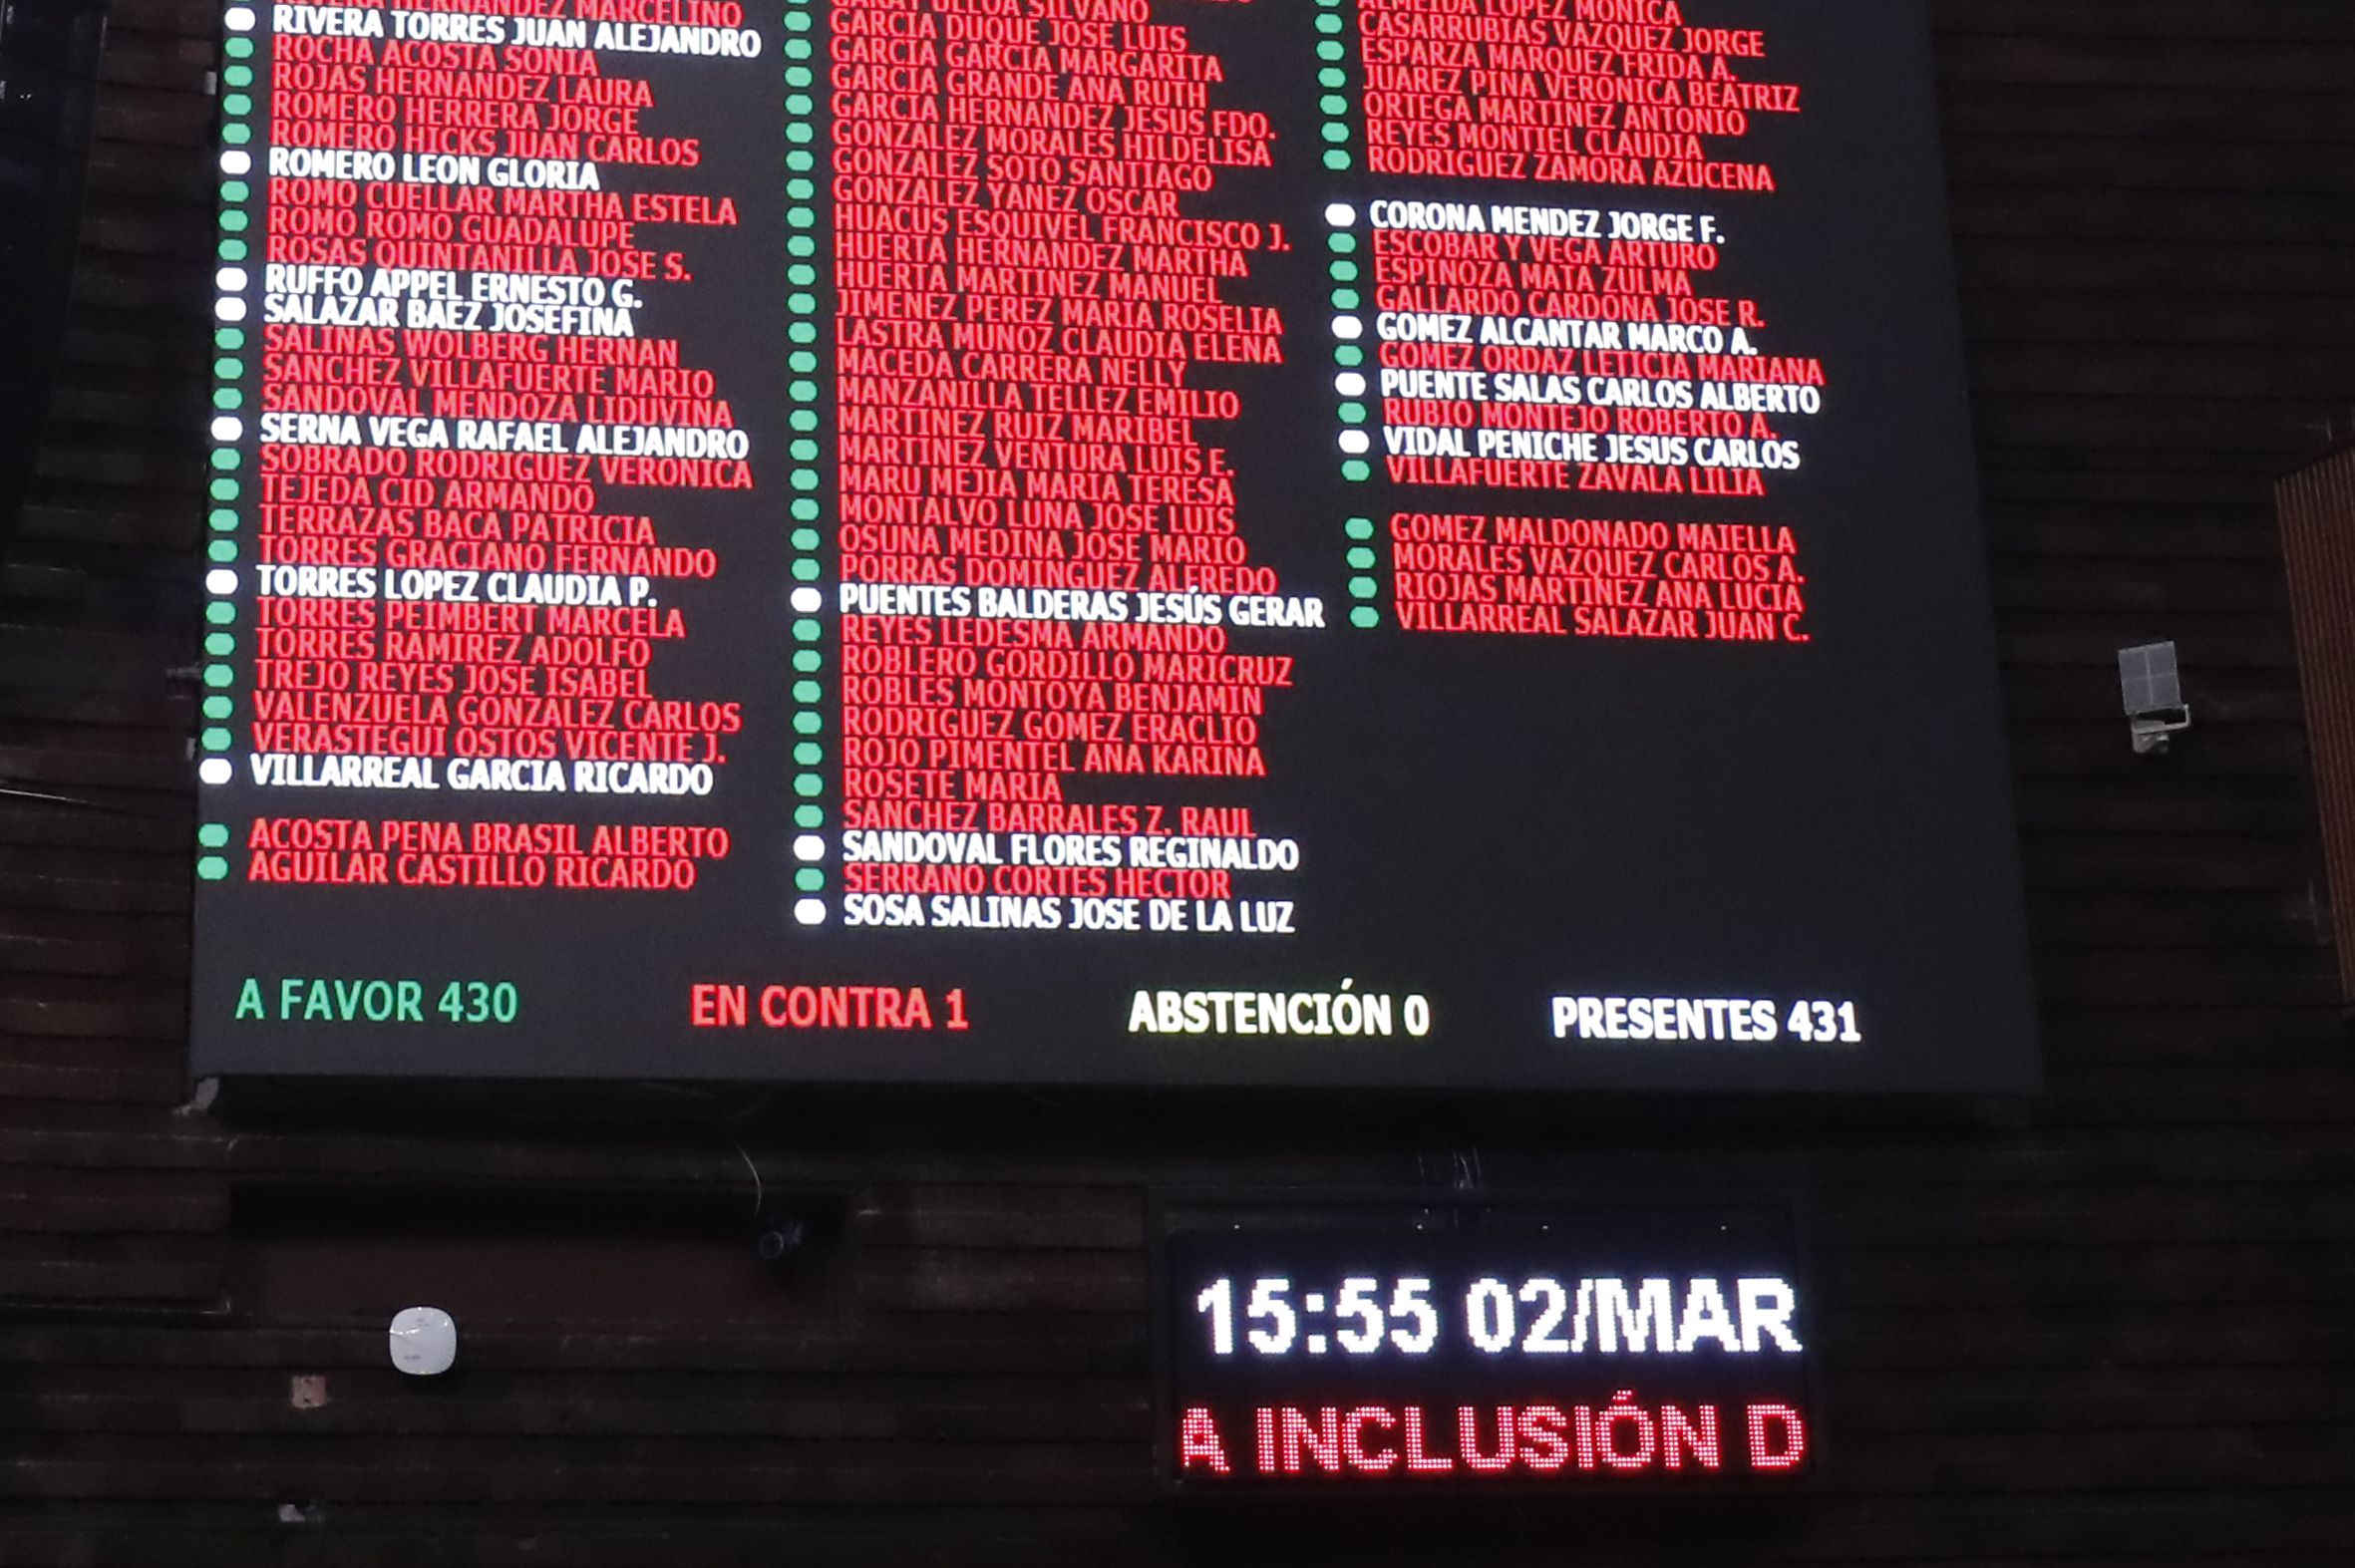 RIVERA HERNANDEZ MARCELINO
RIVERA TORRES JUAN ALEJANDRO
ROCHA ACOSTA SONIA
ROJAS HERNANDEZ LAURA
ROMERO HERRERA JORGE
ROMERO HICKS JUAN CARLOS
ROMERO LEON GLORIA
ROMO CUELLAR MARTHA ESTELA
ROMO ROMO GUADALUPE
ROSAS QUINTANILLA JOSE S.
RUFFO APPEL ERNESTO G.
SALAZAR BAEZ JOSEFINA
SALINAS WOLBERG HERNAN
SANCHEZ VILLAFUERTE MARIO
SANDOVAL MENDOZA LIDUVINA
SERNA VEGA RAFAEL ALEJANDRO
SOBRADO RODRIGUEZ VERONICA
TEJEDA CID ARMANDO
TERRAZAS BACA PATRICIA
TORRES GRACIANO FERNANDO
TORRES LOPEZ CLAUDIA P.
TORRES PEIMBERT MARCELA
TORRES RAMIREZ ADOLFO
TREJO REYES JOSE ISABEL
VALENZUELA GONZALEZ CARLOS
VERASTEGUI OSTOS VICENTE J.
VILLARREAL GARCIA RICARDO
ACOSTA PENA BRASIL ALBERTO
AGUILAR CASTILLO RICARDO
GARAY ULLOA SILVANO
GARCIA DUQUE JOSE LUIS
GARCIA GARCIA MARGARITA
GARCIA GRANDE ANA RUTH
GARCIA HERNANDEZ JESUS FDO.
GONZALEZ MORALES HILDELISA
GONZALEZ SOTO SANTIAGO
GONZALEZ YANEZ OSCAR
HUACUS ESQUIVEL FRANCISCO J.
HUERTA HERNANDEZ MARTHA
HUERTA MARTINEZ MANUEL
JIMENEZ PEREZ MARIA ROSELIA
LASTRA MUNOZ CLAUDIA ELENA
MACEDA CARRERA NELLY
MANZANILLA TELLEZ EMILIO
MARTINEZ RUIZ MARIBEL
MARTINEZ VENTURA LUIS E.
MARU MEJIA MARIA TERESA
MONTALVO LUNA JOSE LUIS
OSUNA MEDINA JOSE MARIO
PORRAS DOMINGUEZ ALFREDO
PUENTES BALDERAS JESÚS GERAR
REYES LEDESMA ARMANDO
ROBLERO GORDILLO MARICRUZ
ROBLES MONTOYA BENJAMIN
RODRIGUEZ GOMEZ ERACLIO
ROJO PIMENTEL ANA KARINA
ROSETE MARIA
SANCHEZ BARRALES Z. RAUL
SANDOVAL FLORES REGINALDO
SERRANO CORTES HECTOR
SOSA SALINAS JOSE DE LA LUZ
ALMEIDA LOPEZ MONICA
CASARRUBIAS VAZQUEZ JORGE
ESPARZA MARQUEZ FRIDA A.
JUAREZ PINA VERONICA BEATRIZ
ORTEGA MARTINEZ ANTONIO
REYES MONTIEL CLAUDIA
RODRIGUEZ ZAMORA AZUCENA
CORONA MENDEZ JORGE F.
ESCOBAR Y VEGA ARTURO
ESPINOZA MATA ZULMA
GALLARDO CARDONA JOSE R.
GOMEZ ALCANTAR MARCO A.
GOMEZ ORDAZ LETICIA MARIANA
PUENTE SALAS CARLOS ALBERTO
RUBIO MONTEJO ROBERTO A.
VIDAL PENICHE JESUS CARLOS
VILLAFUERTE ZAVALA LILIA
GOMEZ MALDONADO MAIELLA
MORALES VAZQUEZ CARLOS A.
RIOJAS MARTINEZ ANA LUCIA
VILLARREAL SALAZAR JUAN C.
A FAVOR 430
EN CONTRA 1
ABSTENCIÓN 0
PRESENTES 431
15:55 02/MAR
A INCLUSIÓN D